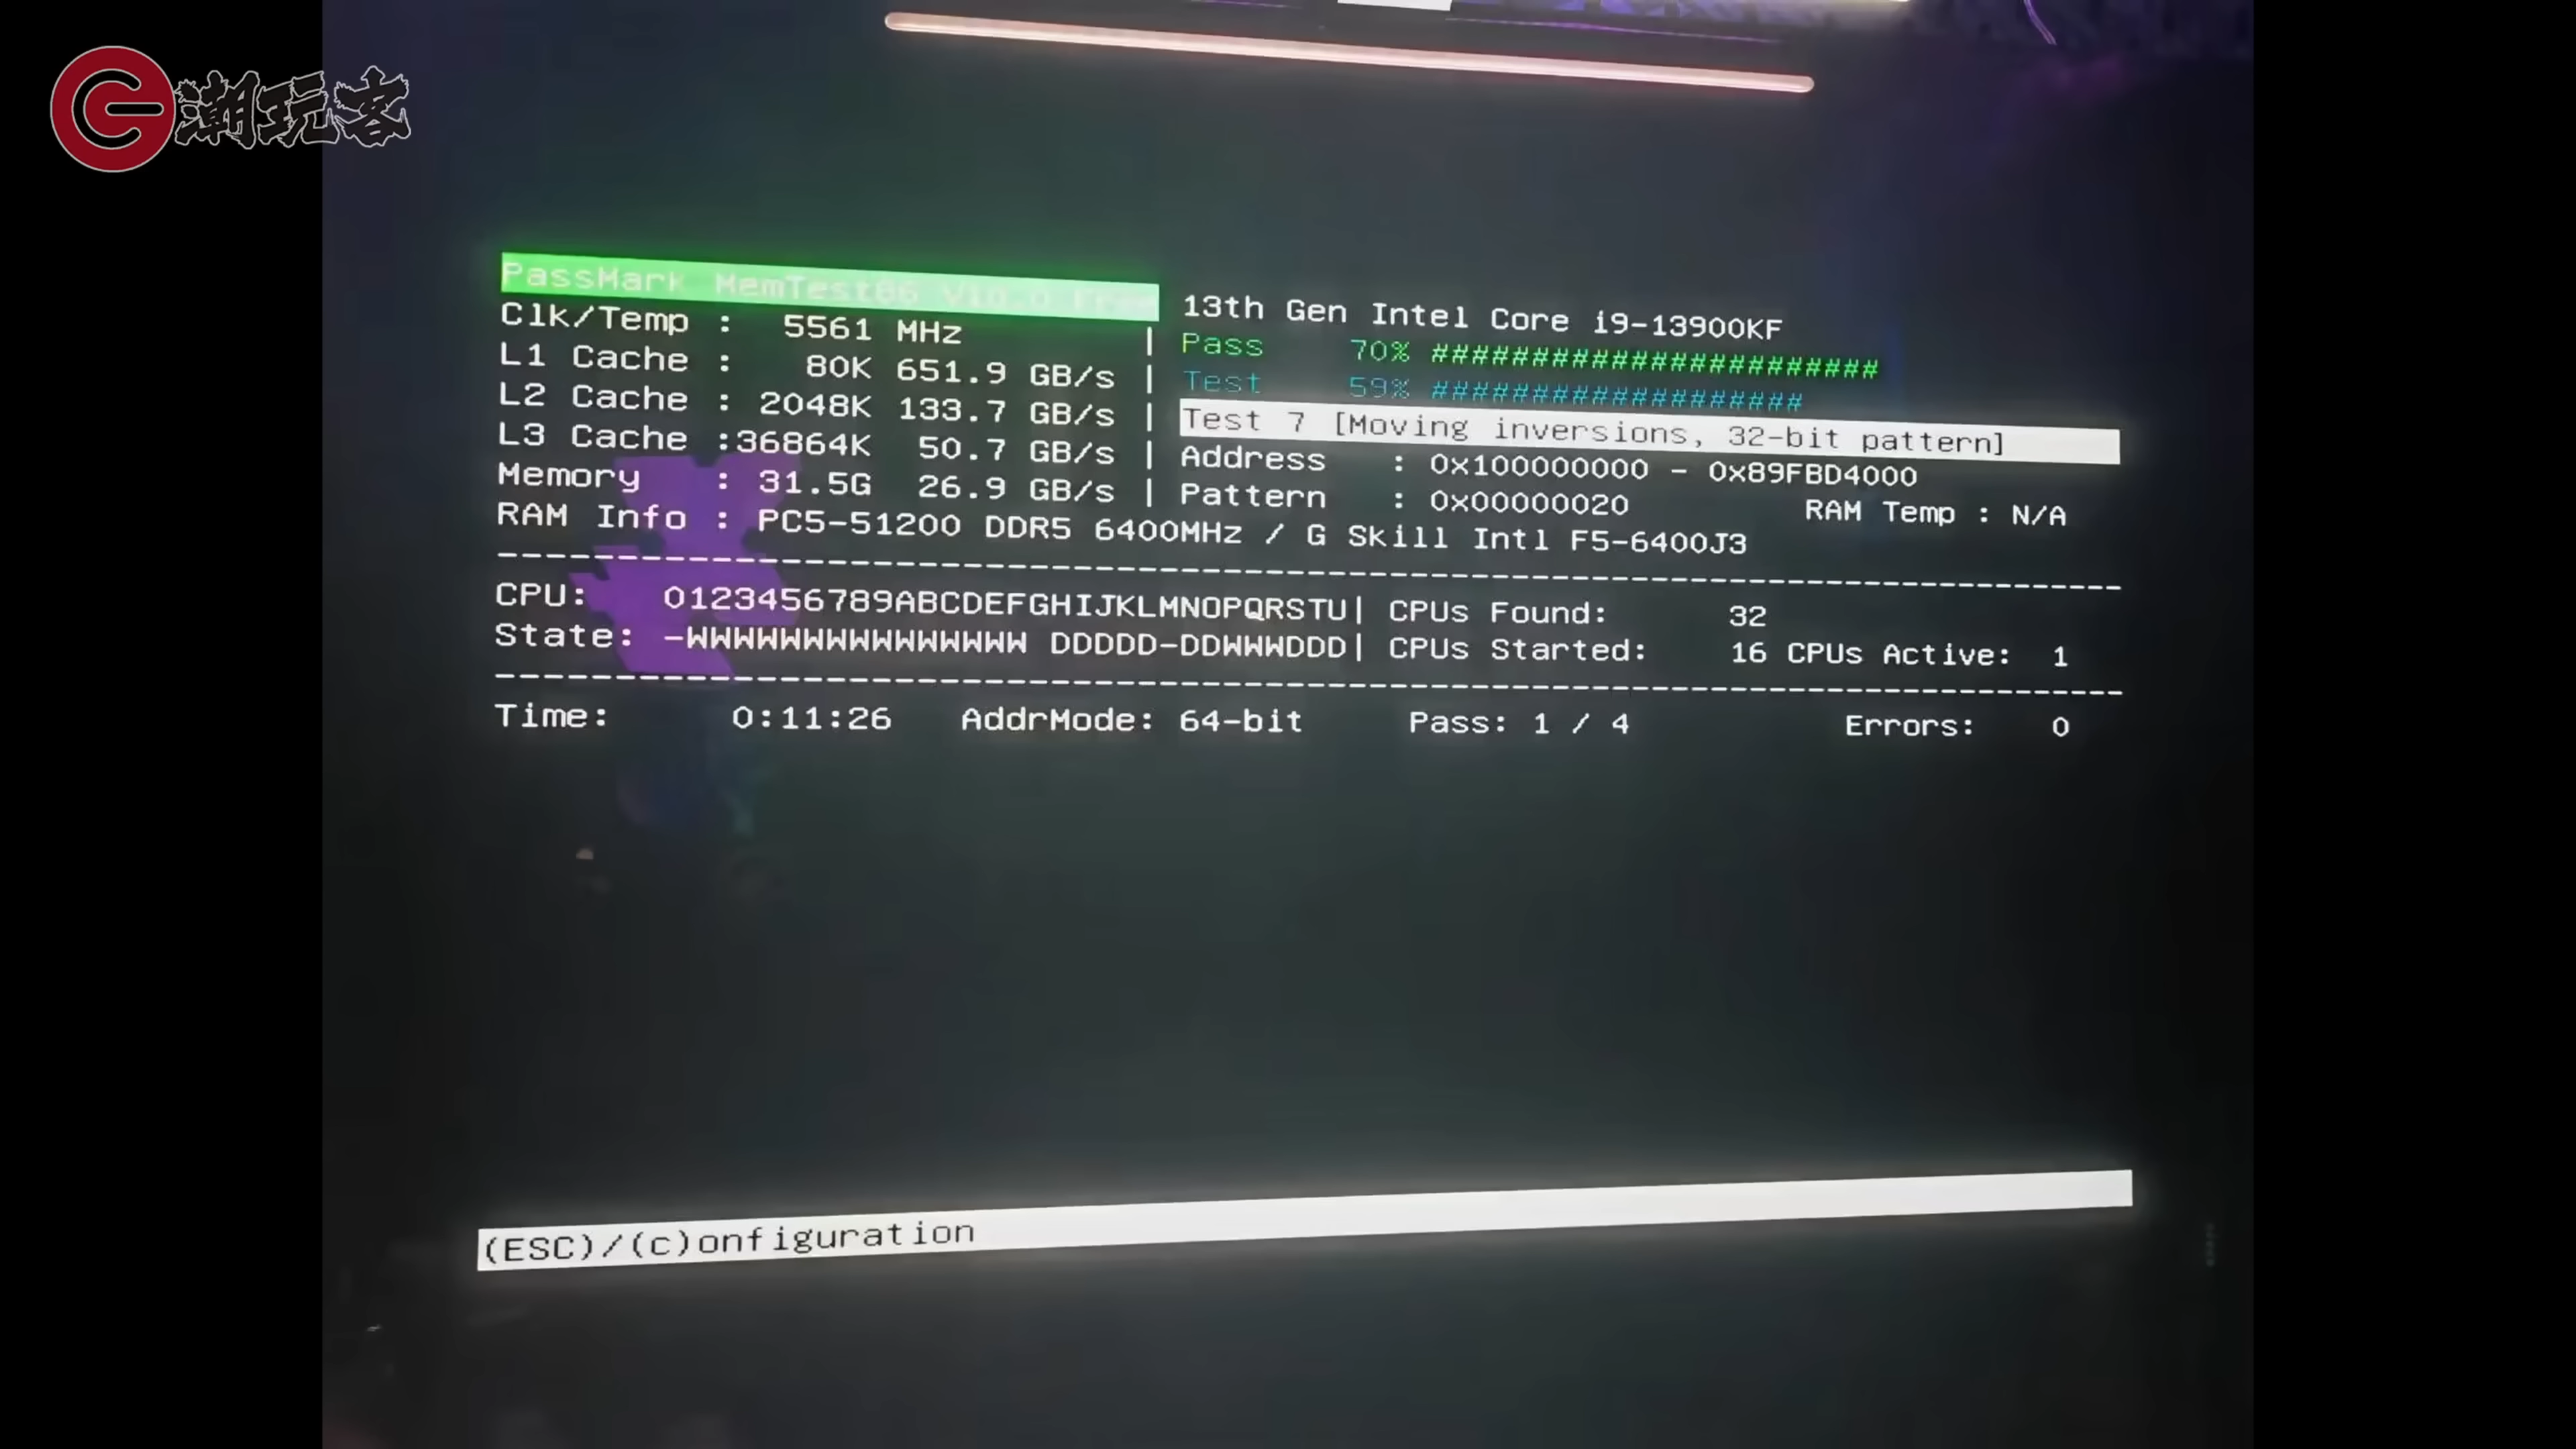 潮玩客
PassMark MemTest86 V10.0 Free
13th Gen Intel Core i9-13900KF
Clk/Temp : 5561 MHz |
Pass 70% #######################
L1 Cache : 80K 651.9 GB/s |
Test 59% ###################
L2 Cache : 2048K 133.7 GB/s |
Test 7 [Moving inversions, 32-bit pattern]
L3 Cache :36864K 50.7 GB/s |
Address : 0x100000000 - 0x89FBD4000
Memory : 31.5G 26.9 GB/s |
Pattern : 0x00000020 RAM Temp : N/A
RAM Info : PC5-51200 DDR5 6400MHz / G Skill Intl F5-6400J3
CPU: 0123456789ABCDEFGHIJKLMNOPQRSTU| CPUs Found: 32
State: -WWWWWWWWWWWWWWW DDDDD-DDWWWDDD| CPUs Started: 16 CPUs Active: 1
Time: 0:11:26 AddrMode: 64-bit Pass: 1 / 4 Errors: 0
(ESC)/(c)onfiguration